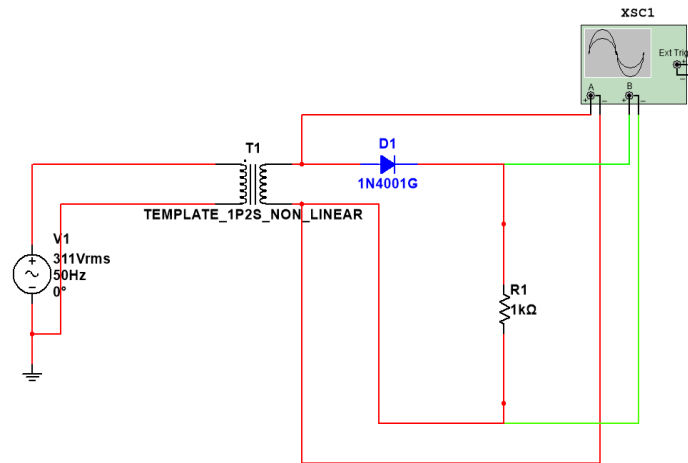 XSC1
Ext Trig
+
−
A
B
+ − + −
T1
D1
1N4001G
TEMPLATE_1P2S_NON_LINEAR
V1
311Vrms
50Hz
0°
+
−
R1
1kΩ